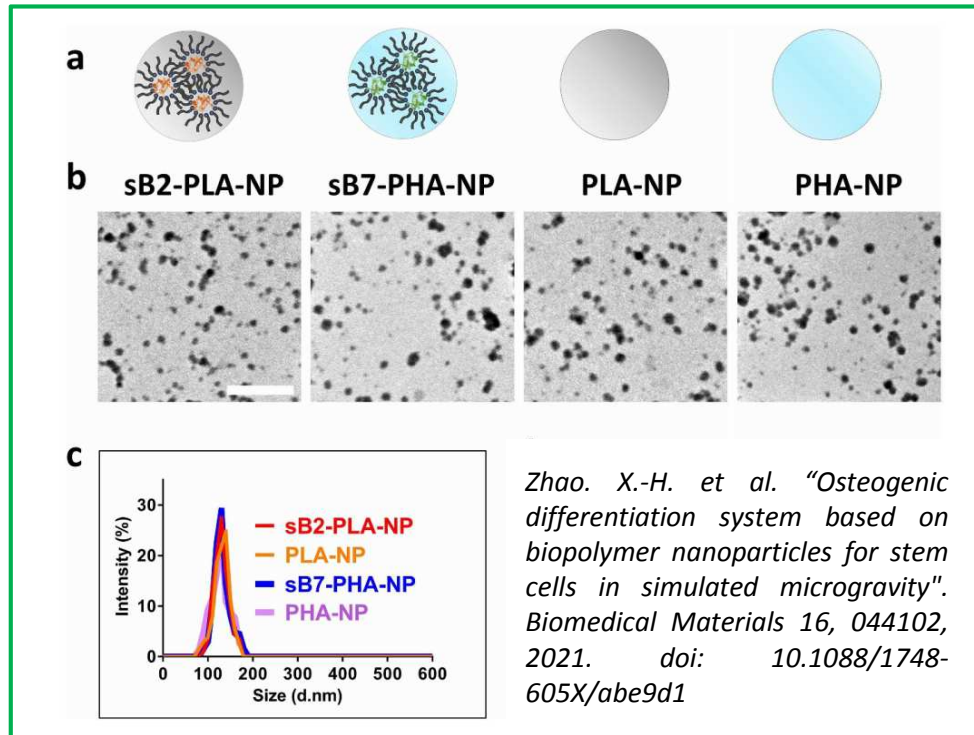 a
b
sB2-PLA-NP sB7-PHA-NP PLA-NP PHA-NP
c
Intensity (%)
30
20
10
0
sB2-PLA-NP
PLA-NP
sB7-PHA-NP
PHA-NP
0 100 200 300 400 500 600
Size (d.nm)
Zhao. X.-H. et al. “Osteogenic
differentiation system based on
biopolymer nanoparticles for stem
cells in simulated microgravity".
Biomedical Materials 16, 044102,
2021. doi: 10.1088/1748-
605X/abe9d1